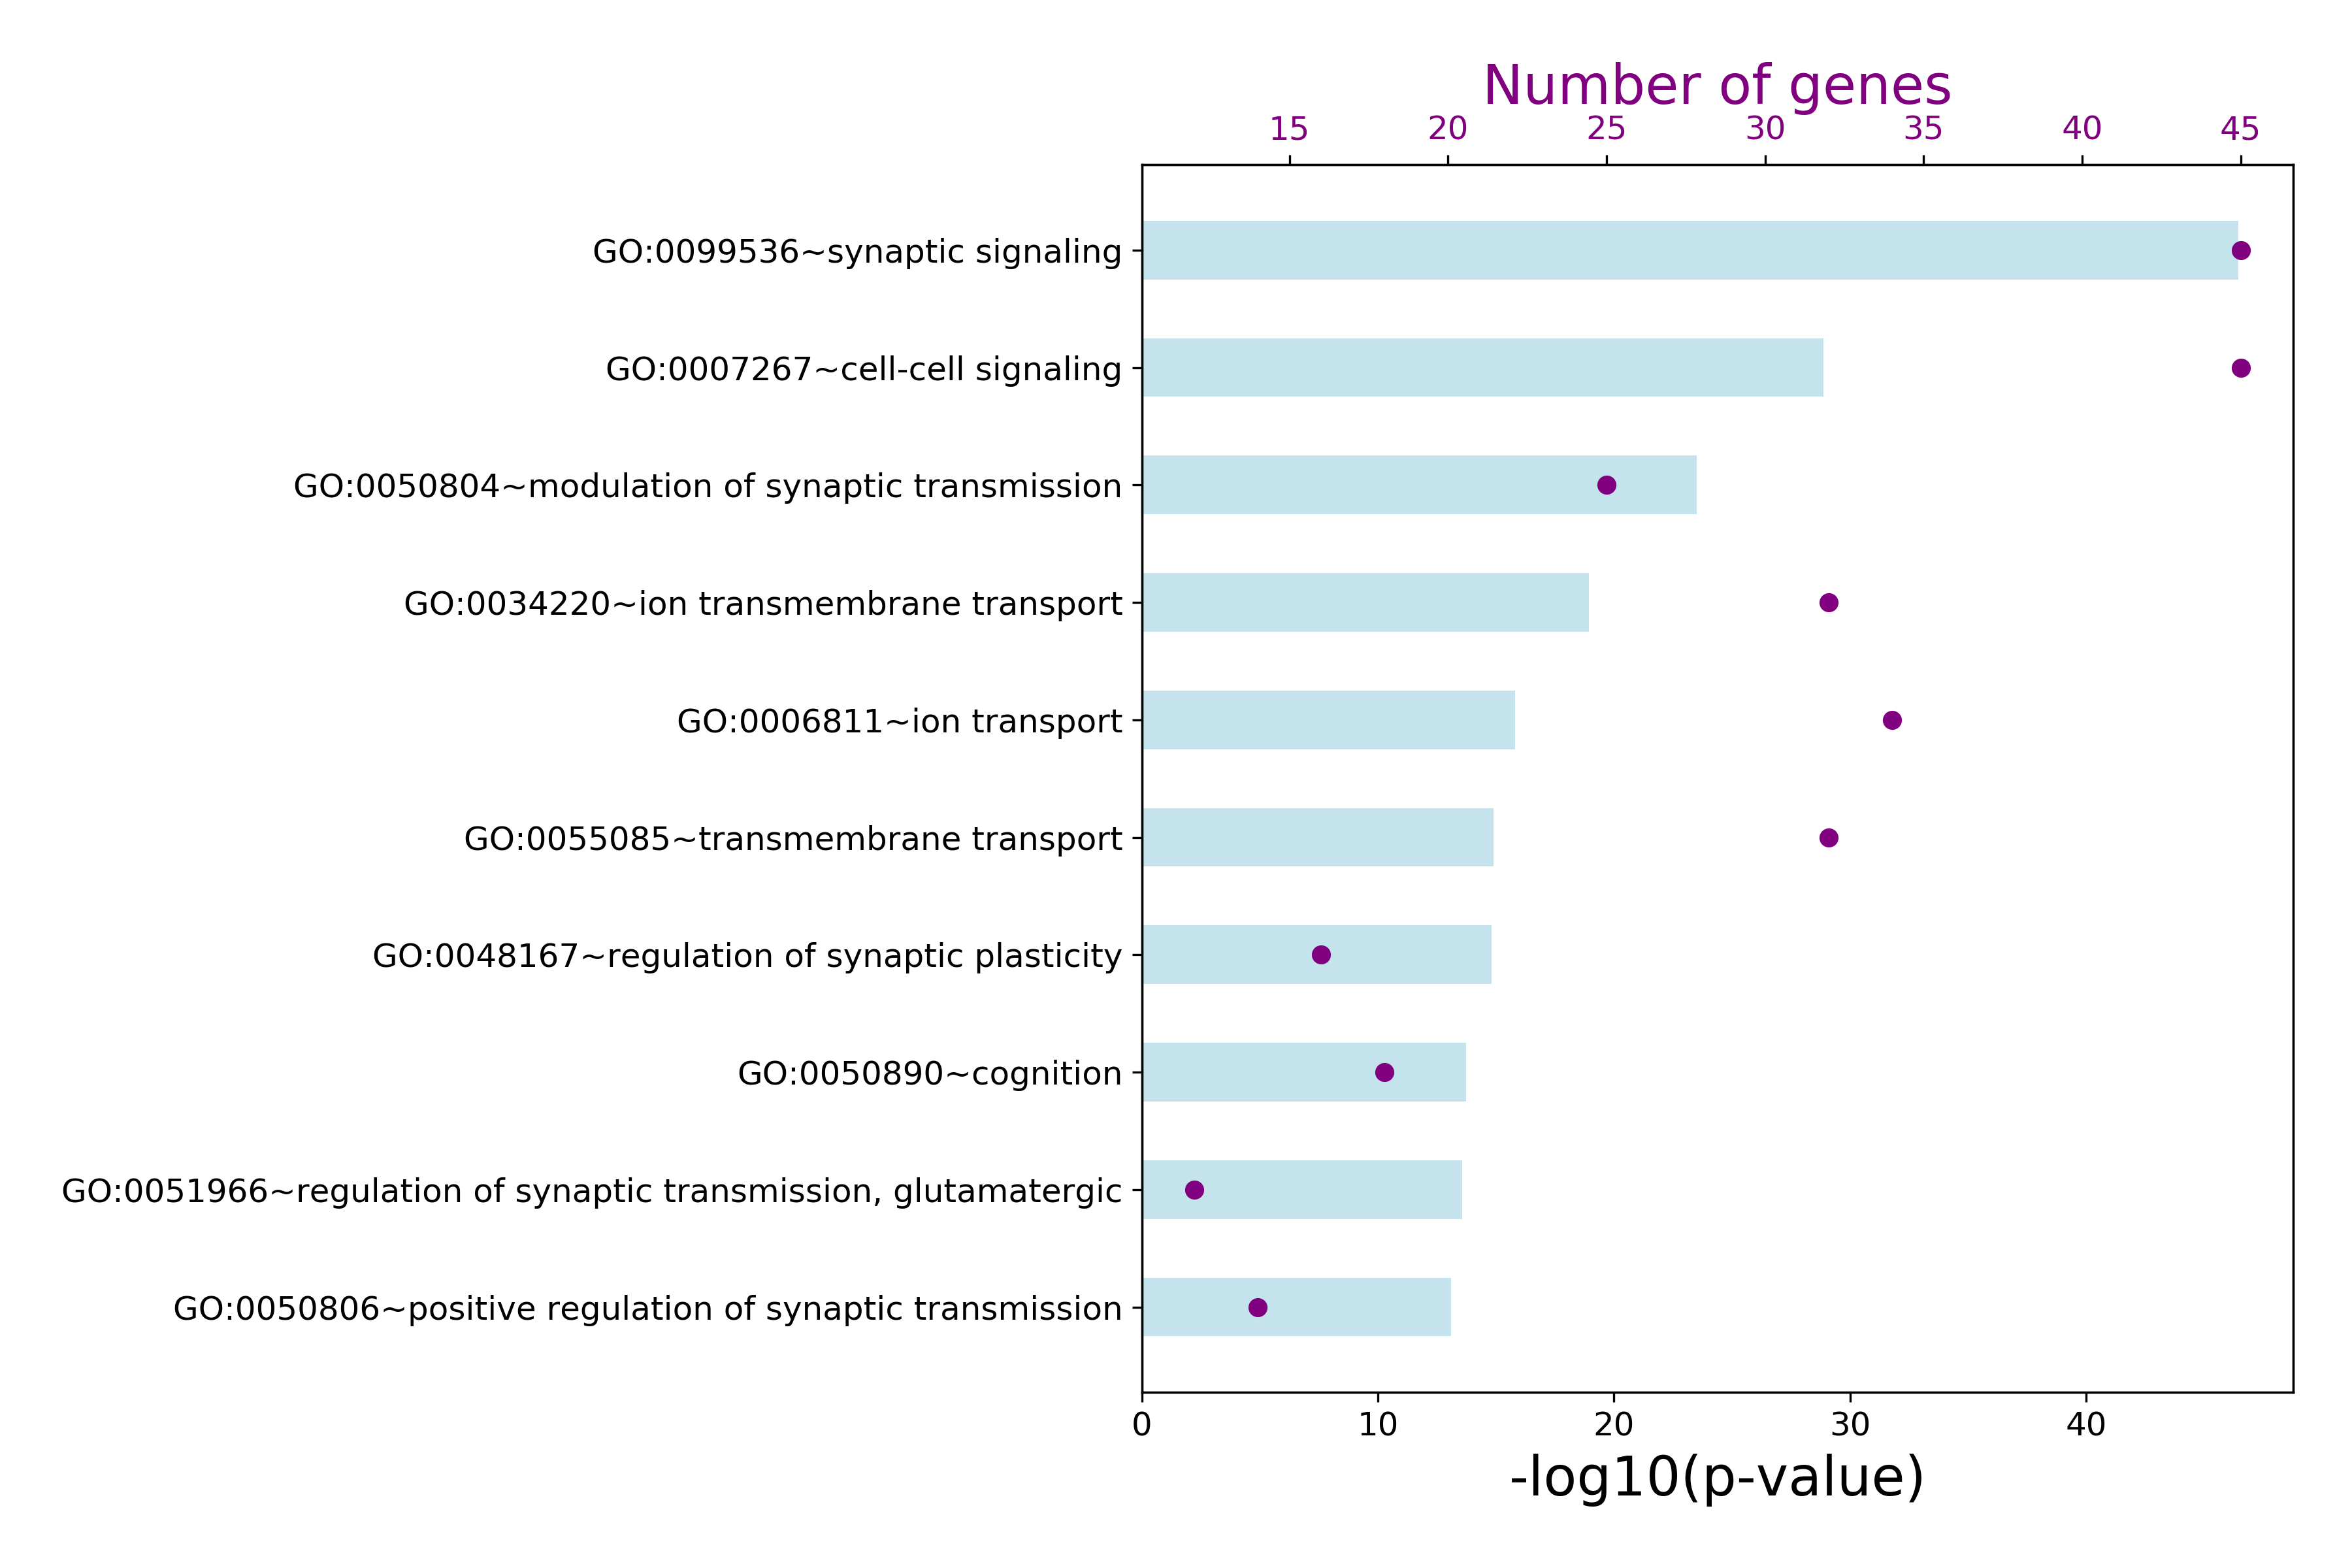 Number of genes
15 20 25 30 35 40 45
GO:0099536~synaptic signaling
GO:0007267~cell-cell signaling
GO:0050804~modulation of synaptic transmission
GO:0034220~ion transmembrane transport
GO:0006811~ion transport
GO:0055085~transmembrane transport
GO:0048167~regulation of synaptic plasticity
GO:0050890~cognition
GO:0051966~regulation of synaptic transmission, glutamatergic
GO:0050806~positive regulation of synaptic transmission
0 10 20 30 40
-log10(p-value)